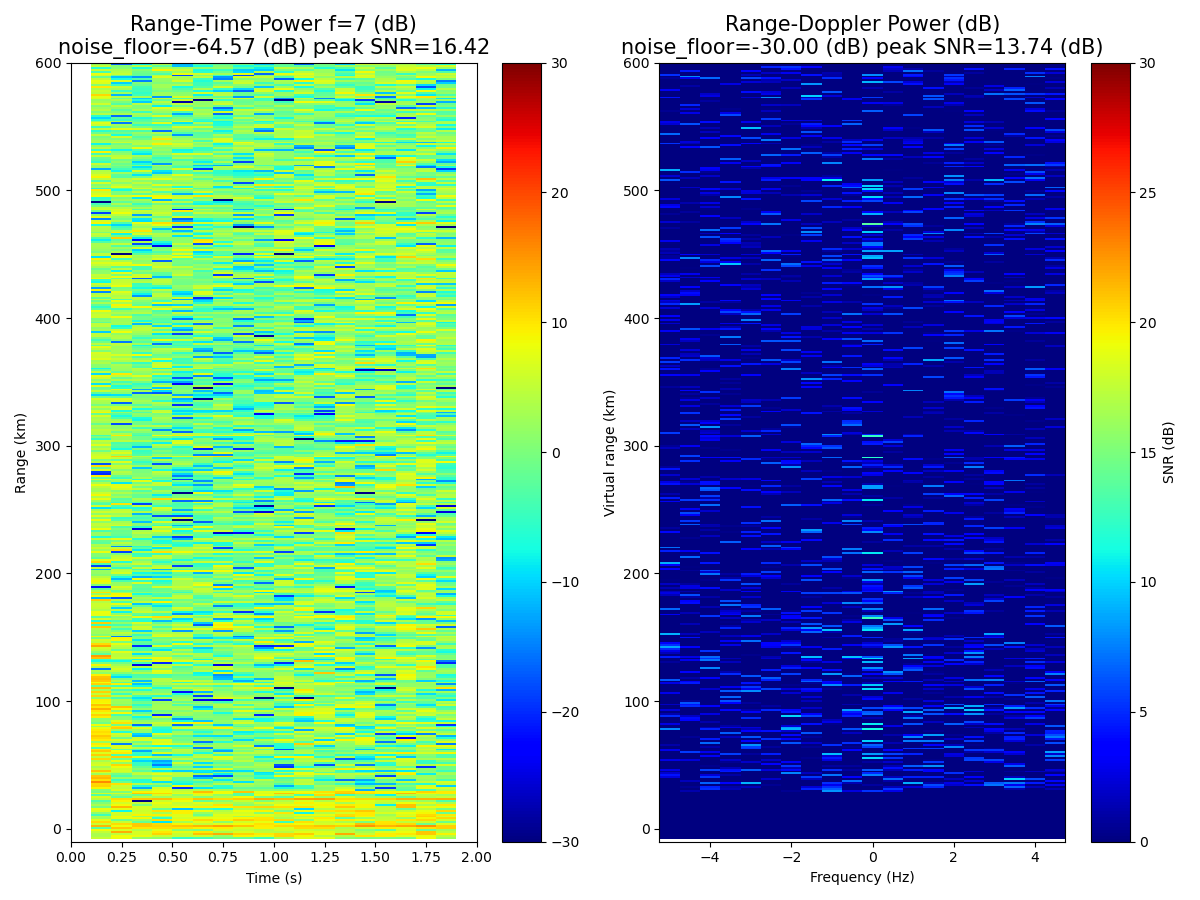 Range-Time Power f=7 (dB)
noise_floor=-64.57 (dB) peak SNR=16.42
600
500
400
300
200
100
0
Range (km)
0.00 0.25 0.50 0.75 1.00 1.25 1.50 1.75 2.00
Time (s)
30
20
10
0
−10
−20
−30
Range-Doppler Power (dB)
noise_floor=-30.00 (dB) peak SNR=13.74 (dB)
600
500
400
300
200
100
0
Virtual range (km)
−4 −2 0 2 4
Frequency (Hz)
30
25
20
15
10
5
0
SNR (dB)